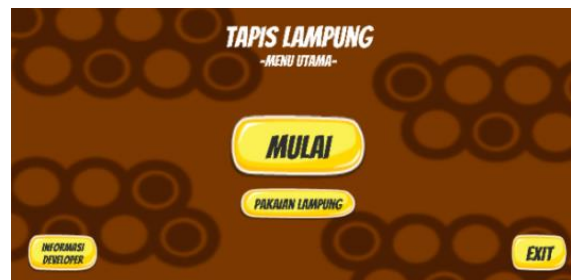 TAPIS LAMPUNG
-MENU UTAMA-
MULAI
PAKAIAN LAMPUNG
INFORMASI
DEVELOPER
EXIT